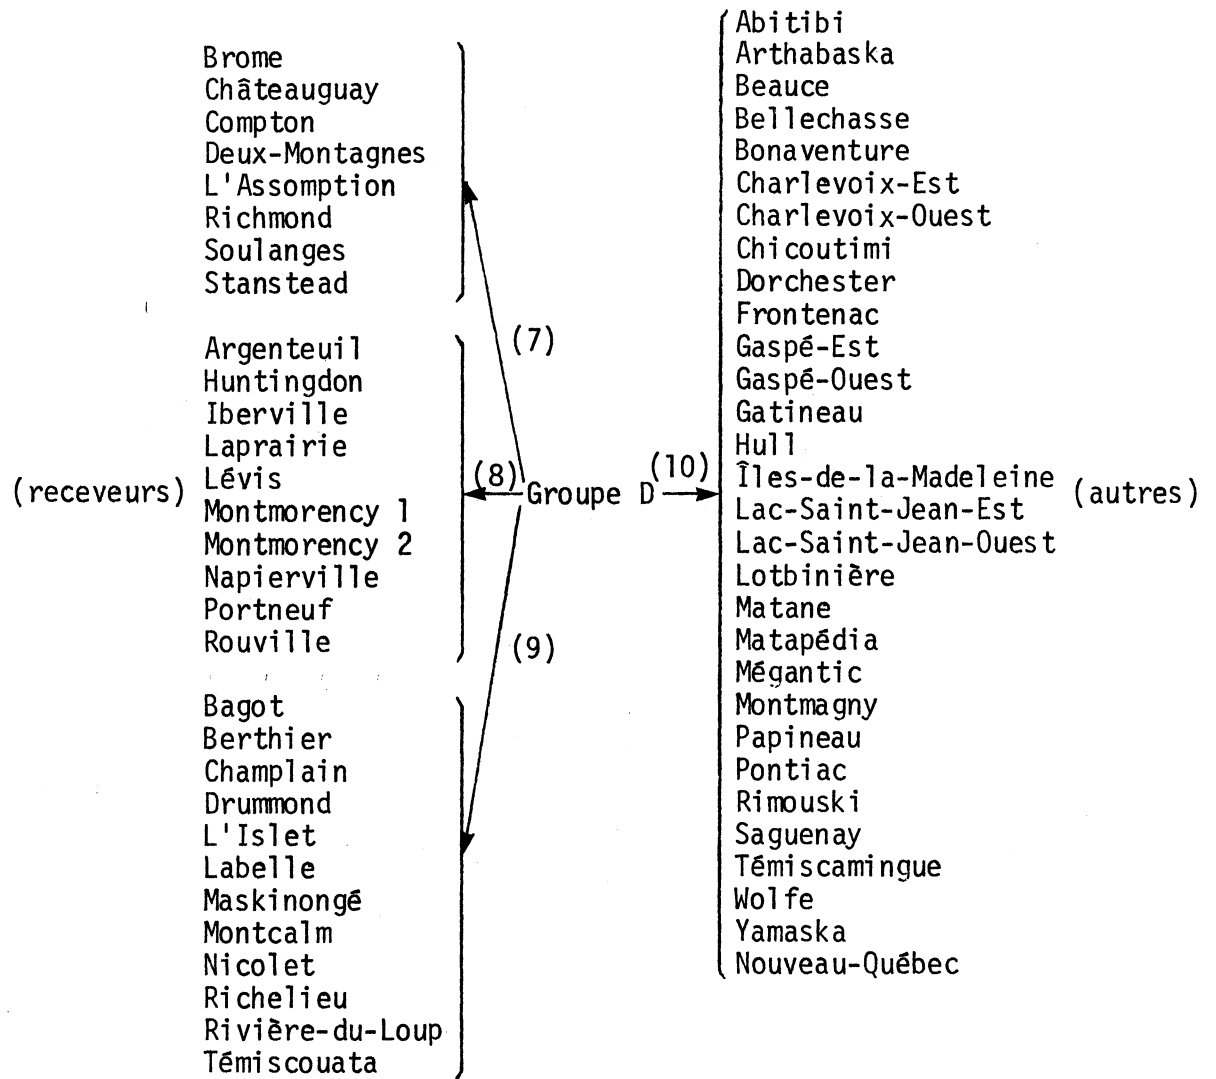 Brome
Châteauguay
Compton
Deux-Montagnes
L'Assomption
Richmond
Soulanges
Stanstead
(7)
Argenteuil
Huntingdon
Iberville
Laprairie
Lévis
Montmorency 1
Montmorency 2
Napierville
Portneuf
Rouville
(receveurs)
(8)
Groupe D
(10)
(9)
Bagot
Berthier
Champlain
Drummond
L'Islet
Labelle
Maskinongé
Montcalm
Nicolet
Richelieu
Rivière-du-Loup
Témiscouata
Abitibi
Arthabaska
Beauce
Bellechasse
Bonaventure
Charlevoix-Est
Charlevoix-Ouest
Chicoutimi
Dorchester
Frontenac
Gaspé-Est
Gaspé-Ouest
Gatineau
Hull
Îles-de-la-Madeleine
Lac-Saint-Jean-Est
Lac-Saint-Jean-Ouest
Lotbinière
Matane
Matapédia
Mégantic
Montmagny
Papineau
Pontiac
Rimouski
Saguenay
Témiscamingue
Wolfe
Yamaska
Nouveau-Québec
(autres)